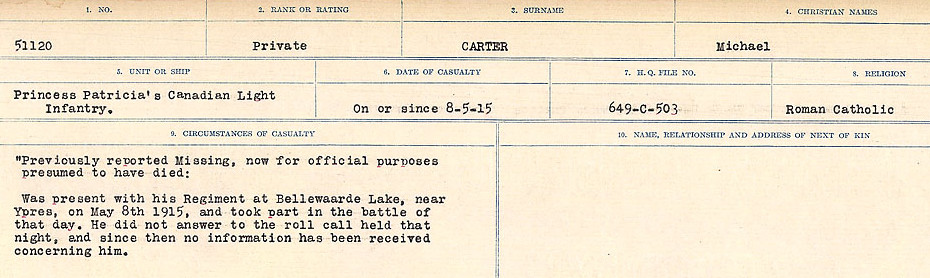 1. NO.
2. RANK OR RATING
3. SURNAME
4. CHRISTIAN NAMES
51120
Private
CARTER
Michael
5. UNIT OR SHIP
6. DATE OF CASUALTY
7. H.Q. FILE NO.
8. RELIGION
Princess Patricia's Canadian Light
Infantry.
On or since 8-5-15
649-C-503
Roman Catholic
9. CIRCUMSTANCES OF CASUALTY
10. NAME, RELATIONSHIP AND ADDRESS OF NEXT OF KIN
"Previously reported Missing, now for official purposes
presumed to have died:
Was present with his Regiment at Bellewaarde Lake, near
Ypres, on May 8th 1915, and took part in the battle of
that day. He did not answer to the roll call held that
night, and since then no information has been received
concerning him.